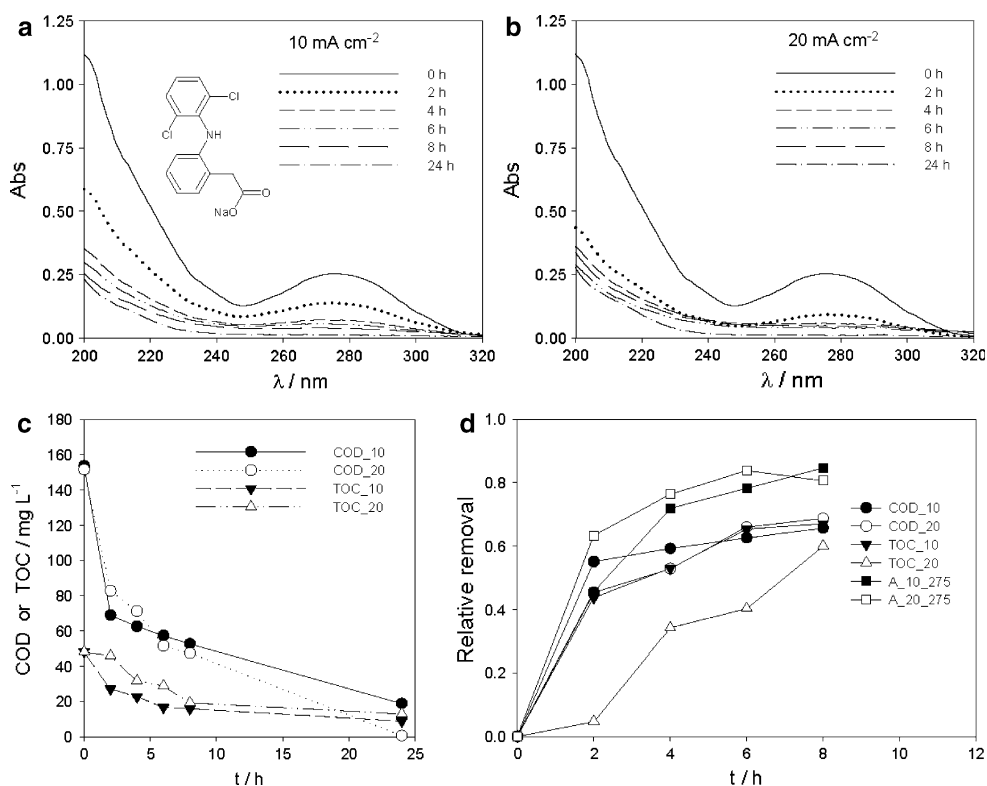 a
10 mA cm⁻²
0 h
2 h
4 h
6 h
8 h
24 h
Cl
Cl
NH
O
NaO
Abs
1.25
1.00
0.75
0.50
0.25
0.00
200 220 240 260 280 300 320
λ / nm
b
20 mA cm⁻²
0 h
2 h
4 h
6 h
8 h
24 h
Abs
1.25
1.00
0.75
0.50
0.25
0.00
200 220 240 260 280 300 320
λ / nm
c
COD_10
COD_20
TOC_10
TOC_20
COD or TOC / mg L⁻¹
180
160
140
120
100
80
60
40
20
0
0 5 10 15 20 25
t / h
d
COD_10
COD_20
TOC_10
TOC_20
A_10_275
A_20_275
Relative removal
1.0
0.8
0.6
0.4
0.2
0.0
0 2 4 6 8 10 12
t / h